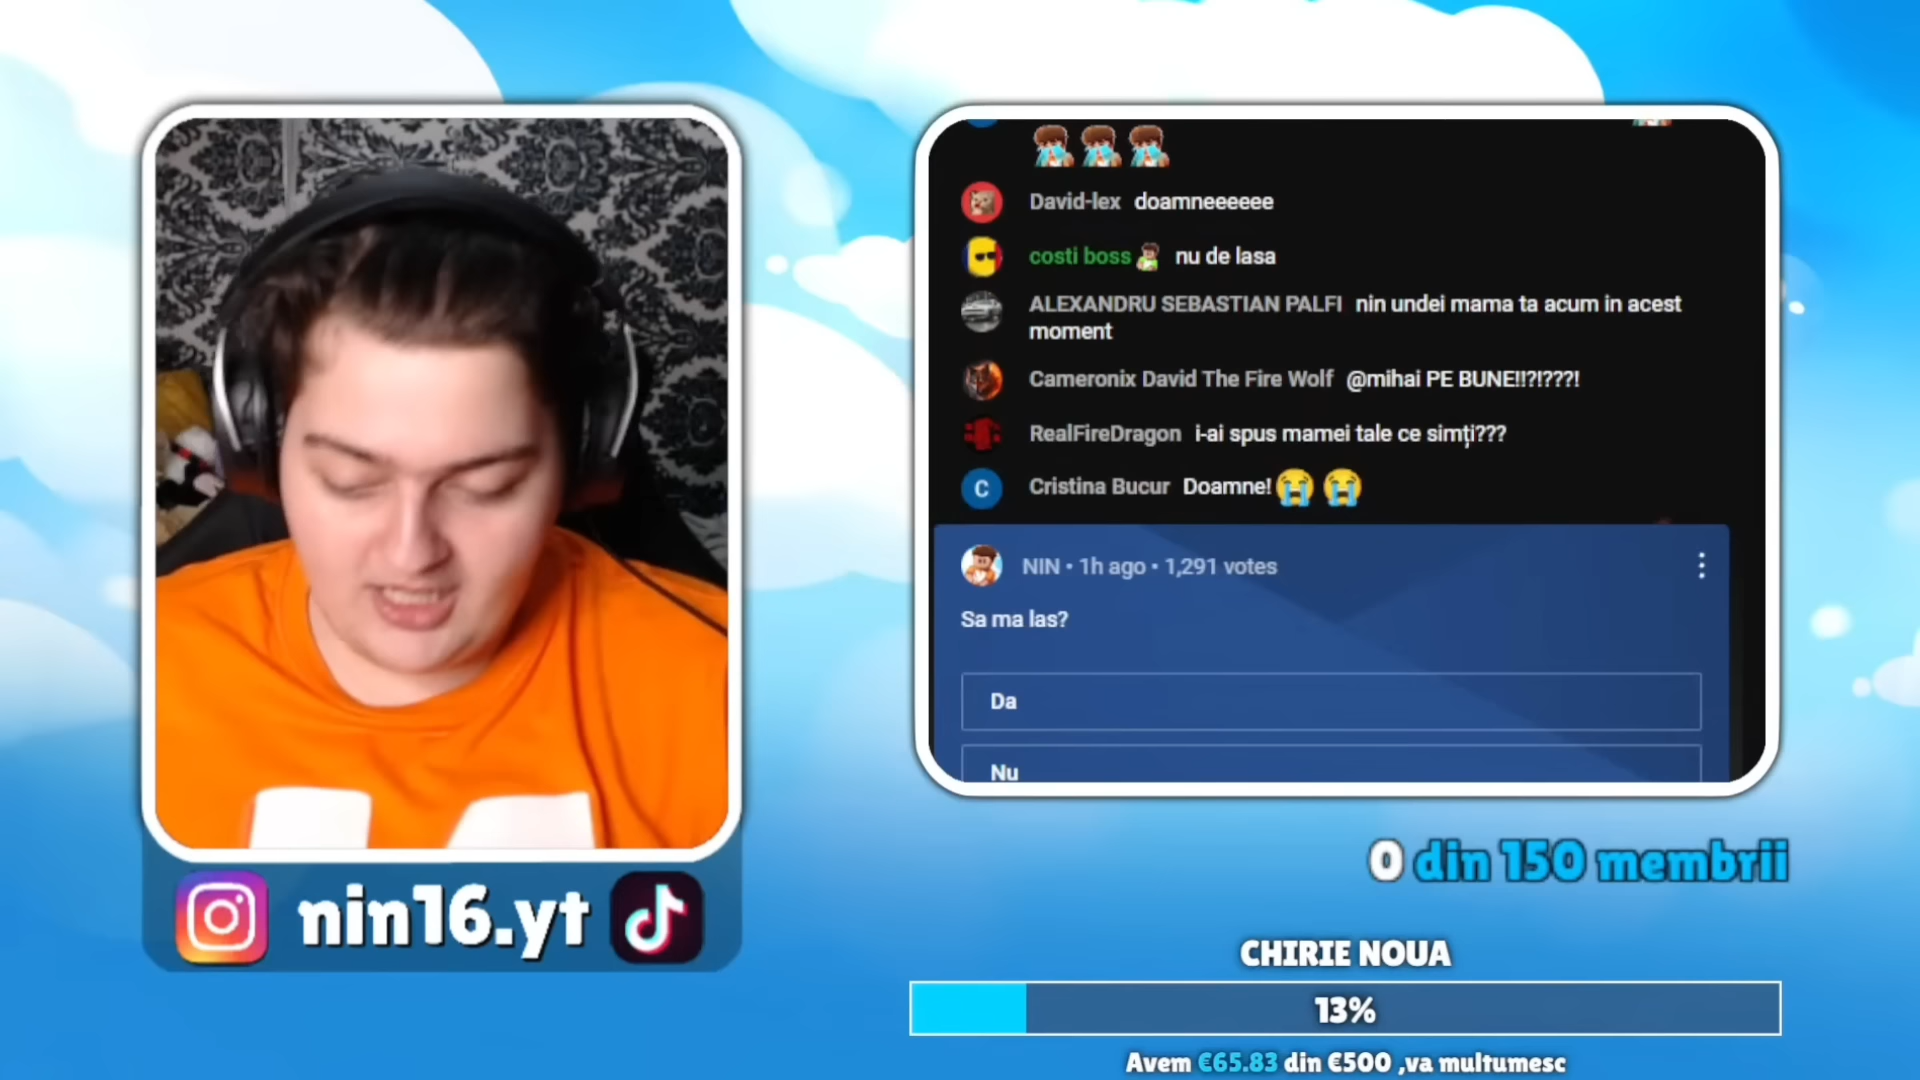 David-lex doamneeeeee
costi boss nu de lasa
ALEXANDRU SEBASTIAN PALFI nin undei mama ta acum in acest
moment
Cameronix David The Fire Wolf @mihai PE BUNE!!?!???!
RealFireDragon i-ai spus mamei tale ce simți???
C Cristina Bucur Doamne!
NIN • 1h ago • 1,291 votes
Sa ma las?
Da
Nu
nin16.yt
0 din 150 membrii
CHIRIE NOUA
13%
Avem €65.83 din €500 ,va multumesc